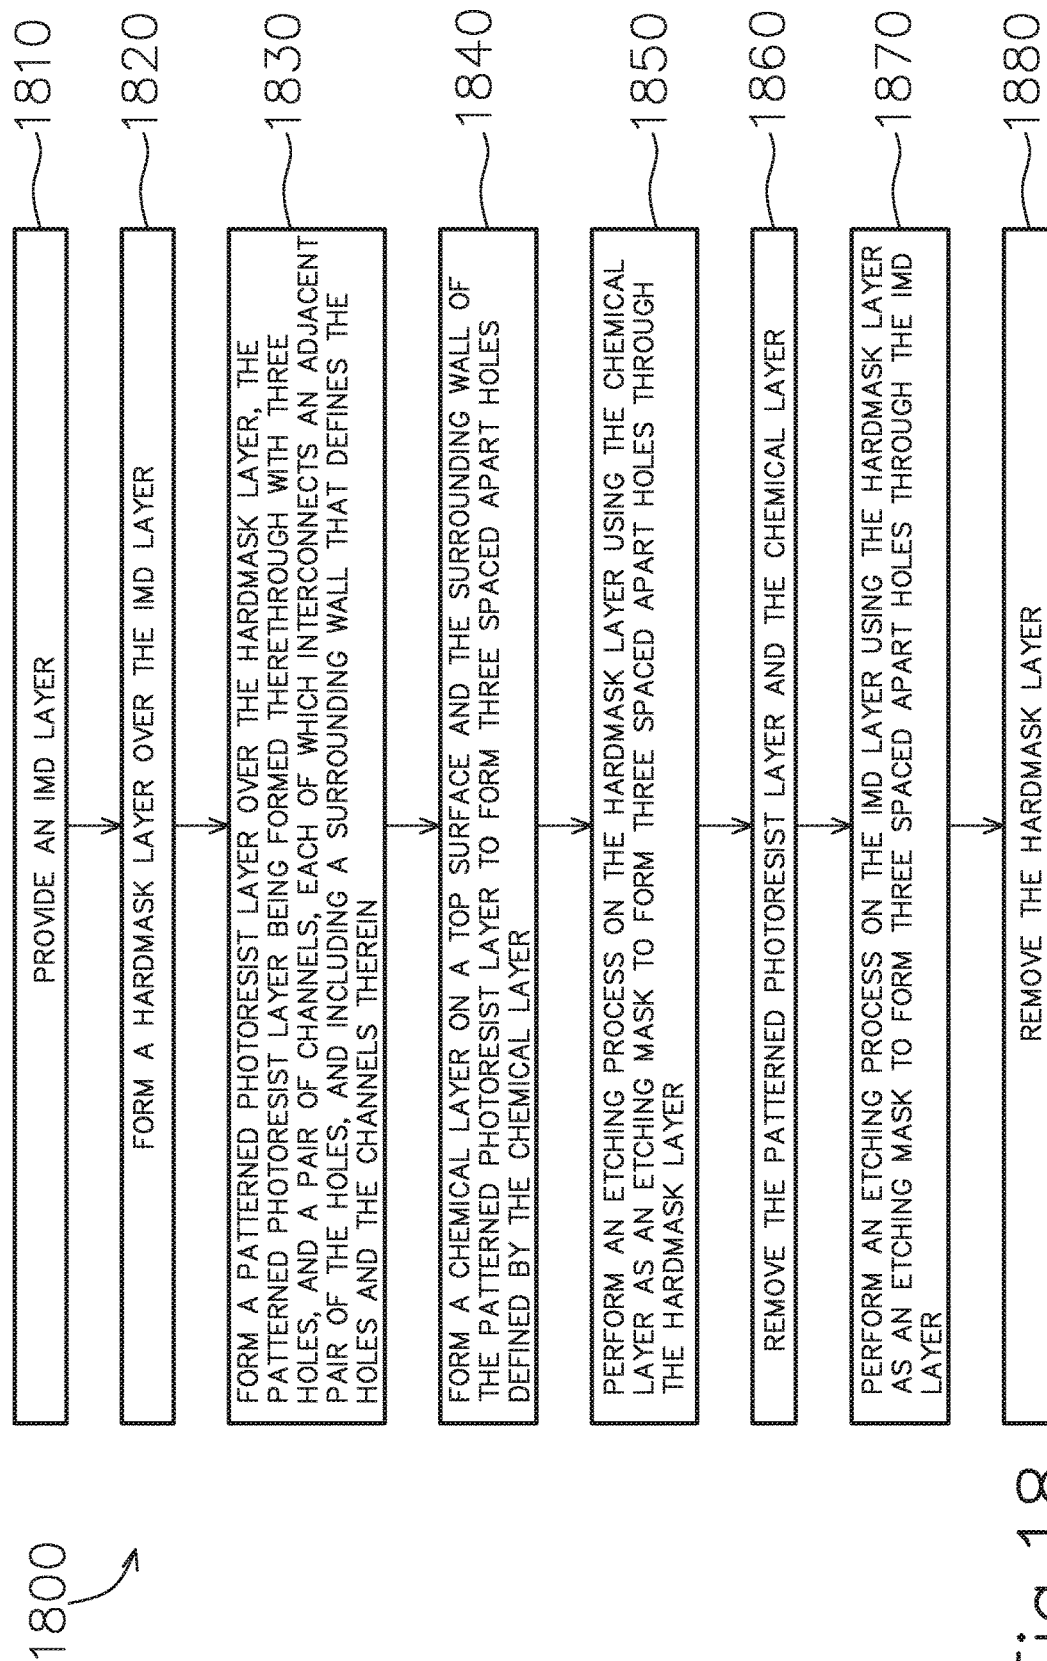 1800
PROVIDE AN IMD LAYER
1810
FORM A HARDMASK LAYER OVER THE IMD LAYER
1820
FORM A PATTERNED PHOTORESIST LAYER OVER THE HARDMASK LAYER, THE
PATTERNED PHOTORESIST LAYER BEING FORMED THERETHROUGH WITH THREE
HOLES, AND A PAIR OF CHANNELS, EACH OF WHICH INTERCONNECTS AN ADJACENT
PAIR OF THE HOLES, AND INCLUDING A SURROUNDING WALL THAT DEFINES THE
HOLES AND THE CHANNELS THEREIN
1830
FORM A CHEMICAL LAYER ON A TOP SURFACE AND THE SURROUNDING WALL OF
THE PATTERNED PHOTORESIST LAYER TO FORM THREE SPACED APART HOLES
DEFINED BY THE CHEMICAL LAYER
1840
PERFORM AN ETCHING PROCESS ON THE HARDMASK LAYER USING THE CHEMICAL
LAYER AS AN ETCHING MASK TO FORM THREE SPACED APART HOLES THROUGH
THE HARDMASK LAYER
1850
REMOVE THE PATTERNED PHOTORESIST LAYER AND THE CHEMICAL LAYER
1860
PERFORM AN ETCHING PROCESS ON THE IMD LAYER USING THE HARDMASK LAYER
AS AN ETCHING MASK TO FORM THREE SPACED APART HOLES THROUGH THE IMD
LAYER
1870
REMOVE THE HARDMASK LAYER
1880
Fig. 18